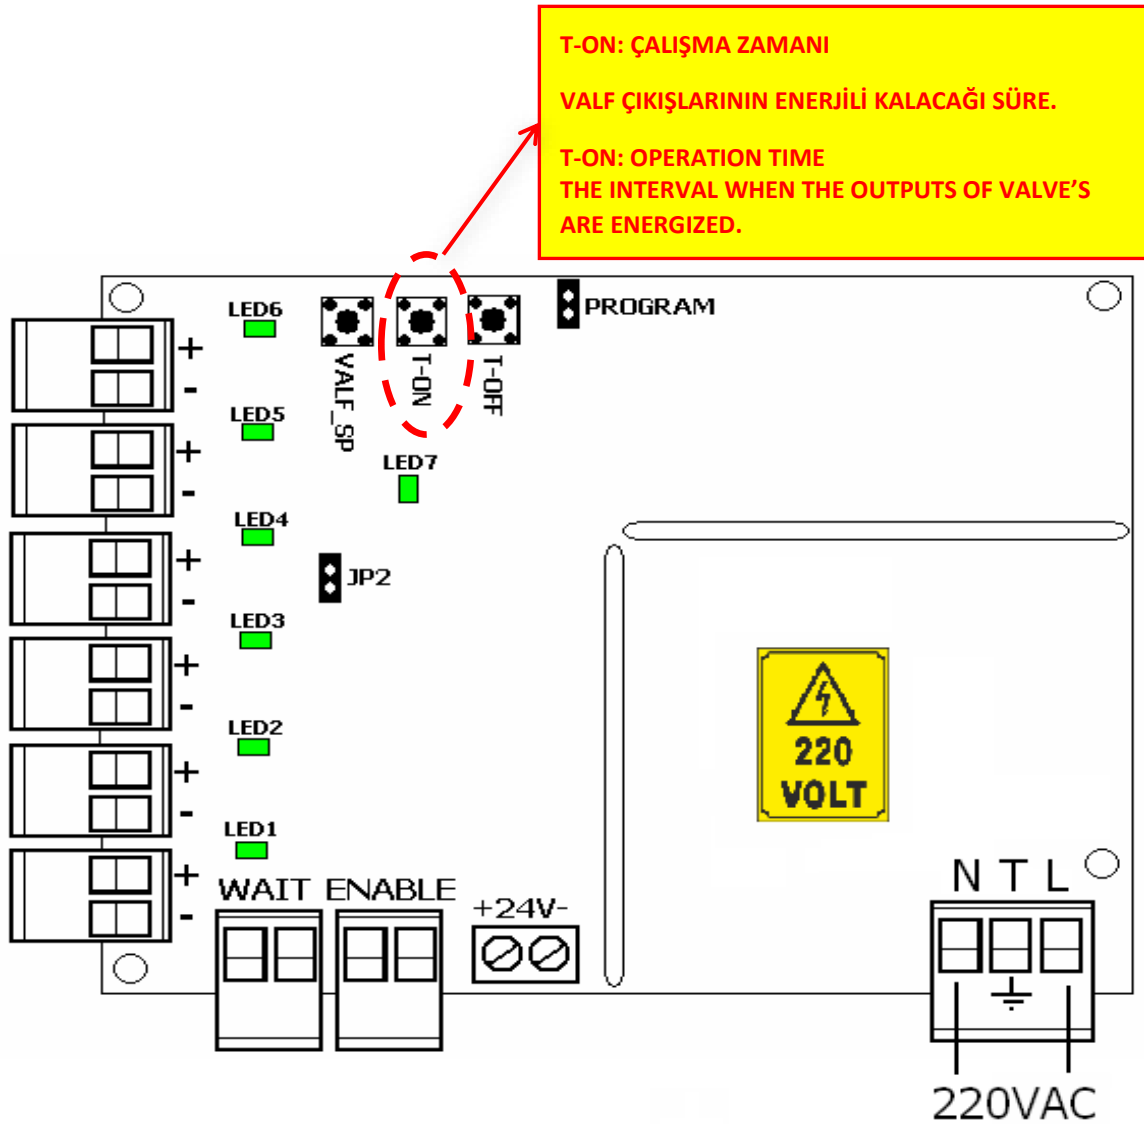 T-ON: ÇALIŞMA ZAMANI
VALF ÇIKIŞLARININ ENERJİLİ KALACAĞI SÜRE.
T-ON: OPERATION TIME
THE INTERVAL WHEN THE OUTPUTS OF VALVE’S
ARE ENERGIZED.
LED6
VALF_SP
T-ON
T-OFF
PROGRAM
+
-
LED5
+
-
LED7
LED4
+
-
JP2
LED3
+
-
LED2
+
-
LED1
+
-
220
VOLT
WAIT ENABLE
+24V-
N T L
220VAC